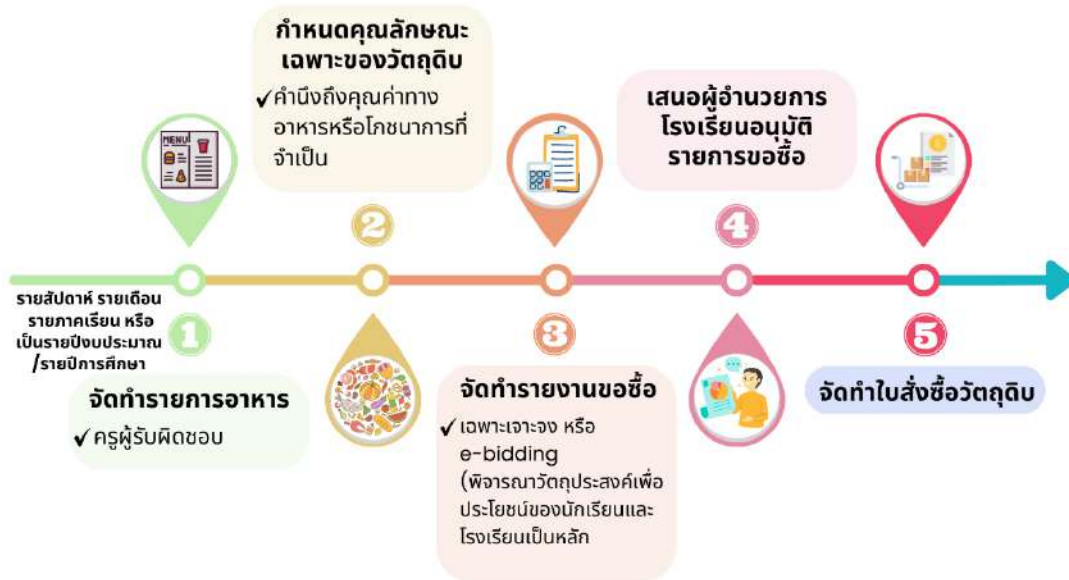 กำหนดคุณลักษณะ
เฉพาะของวัตถุดิบ
✓คำนึงถึงคุณค่าทาง
อาหารหรือโภชนาการที่
จำเป็น
เสนอผู้อำนวยการ
โรงเรียนอนุมัติ
รายการขอซื้อ
MENU
2
4
รายสัปดาห์ รายเดือน
รายภาคเรียน หรือ
เป็นรายปีงบประมาณ
/รายปีการศึกษา
1
จัดทำรายการอาหาร
✓ครูผู้รับผิดชอบ
3
จัดทำรายงานขอซื้อ
✓เฉพาะเจาะจง หรือ
e-bidding
(พิจารณาวัตถุประสงค์เพื่อ
ประโยชน์ของนักเรียนและ
โรงเรียนเป็นหลัก
5
จัดทำใบสั่งซื้อวัตถุดิบ